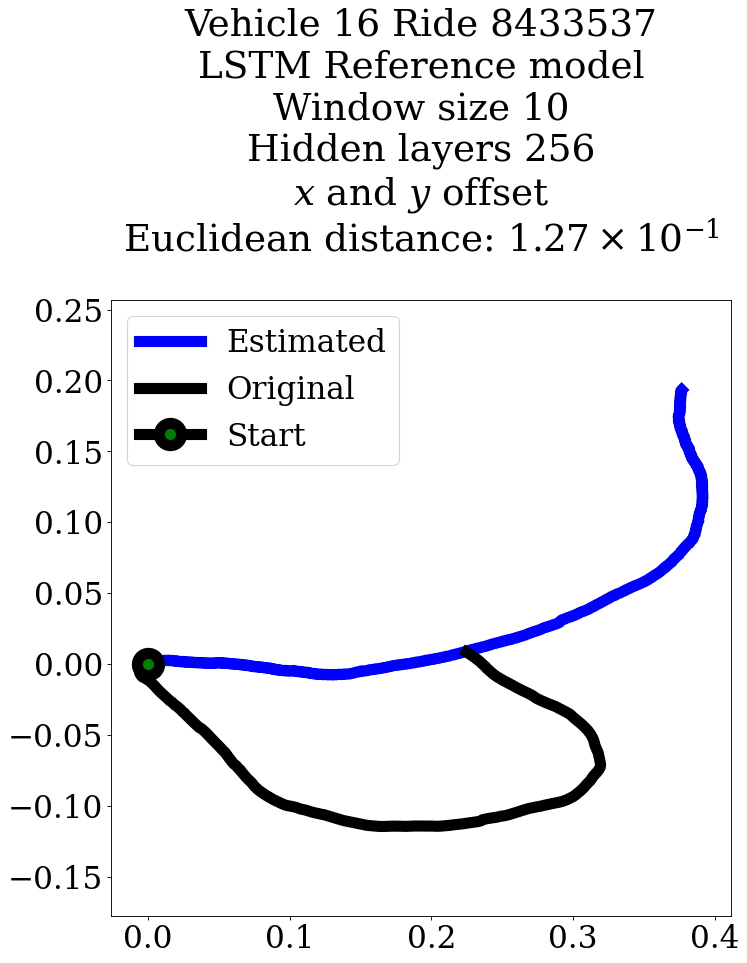 Vehicle 16 Ride 8433537
LSTM Reference model
Window size 10
Hidden layers 256
x and y offset
Euclidean distance: 1.27 × 10⁻¹
0.25
0.20
0.15
0.10
0.05
0.00
−0.05
−0.10
−0.15
Estimated
Original
Start
0.0 0.1 0.2 0.3 0.4